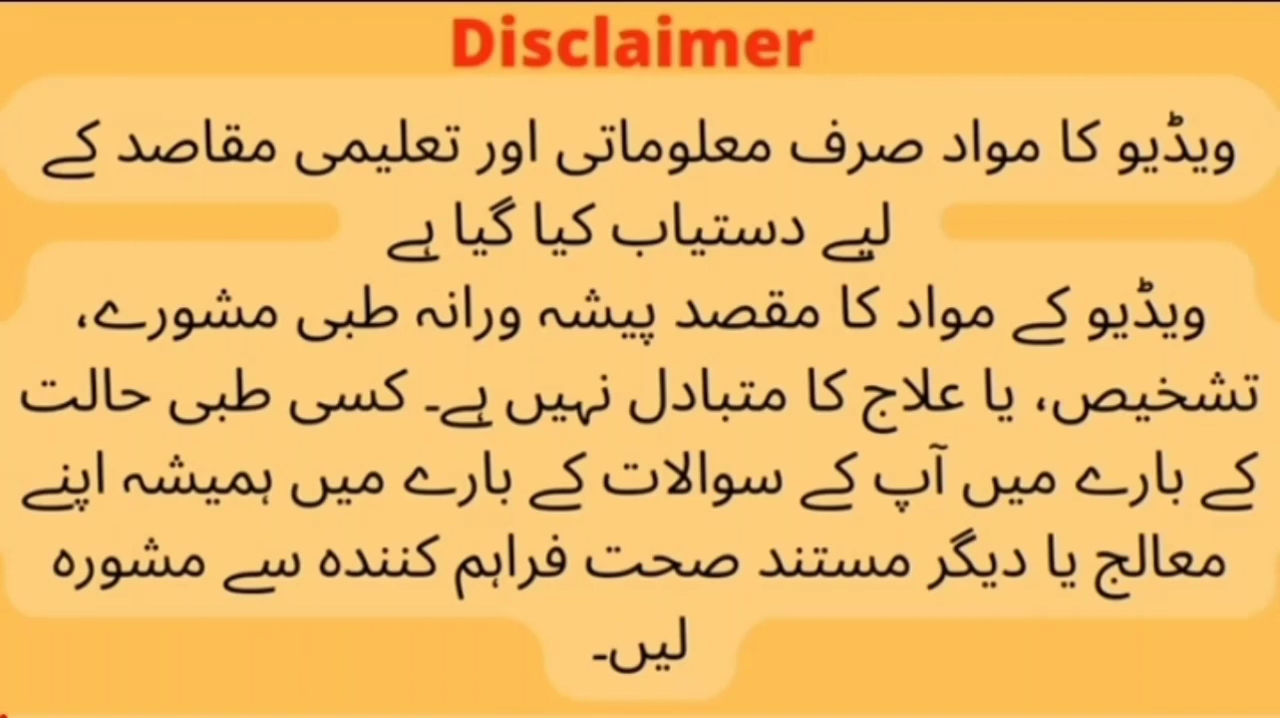 Disclaimer
ویڈیو کا مواد صرف معلوماتی اور تعلیمی مقاصد کے
لیے دستیاب کیا گیا ہے
ویڈیو کے مواد کا مقصد پیشہ ورانہ طبی مشورے،
تشخیص، یا علاج کا متبادل نہیں ہے۔ کسی طبی حالت
کے بارے میں آپ کے سوالات کے بارے میں ہمیشہ اپنے
معالج یا دیگر مستند صحت فراہم کنندہ سے مشورہ
لیں۔